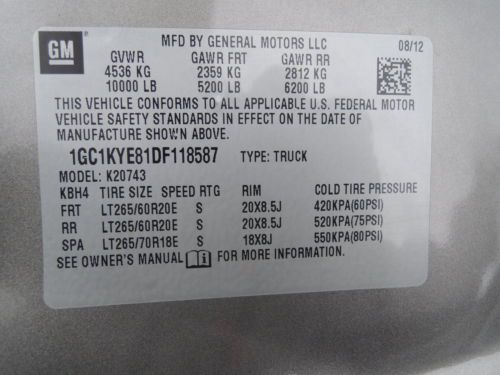 GM
MFD BY GENERAL MOTORS LLC 08/12
GVWR GAWR FRT GAWR RR
4536 KG 2359 KG 2812 KG
10000 LB 5200 LB 6200 LB
THIS VEHICLE CONFORMS TO ALL APPLICABLE U.S. FEDERAL MOTOR
VEHICLE SAFETY STANDARDS IN EFFECT ON THE DATE OF
MANUFACTURE SHOWN ABOVE.
1GC1KYE81DF118587 TYPE: TRUCK
MODEL: K20743
KBH4 TIRE SIZE SPEED RTG RIM COLD TIRE PRESSURE
FRT LT265/60R20E S 20X8.5J 420KPA(60PSI)
RR LT265/60R20E S 20X8.5J 520KPA(75PSI)
SPA LT265/70R18E S 18X8J 550KPA(80PSI)
SEE OWNER'S MANUAL i FOR MORE INFORMATION.